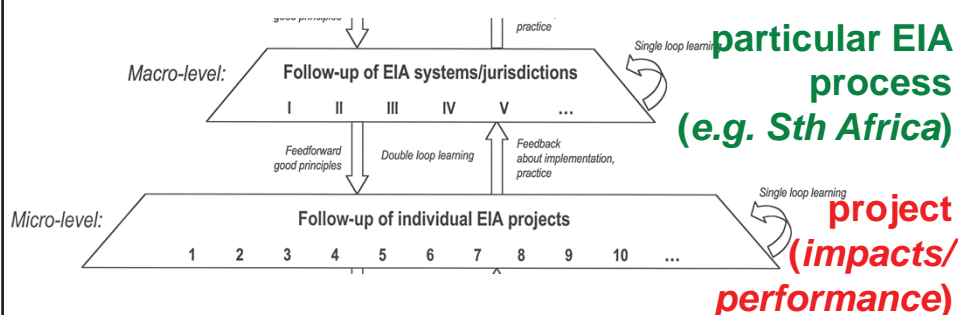 good principles
practice
Single loop learning
particular EIA
process
(e.g. Sth Africa)
Macro-level:
Follow-up of EIA systems/jurisdictions
I II III IV V ...
Feedforward
good principles
Double loop learning
Feedback
about implementation,
practice
Single loop learning
project
(impacts/
performance)
Micro-level:
Follow-up of individual EIA projects
1 2 3 4 5 6 7 8 9 10 ...